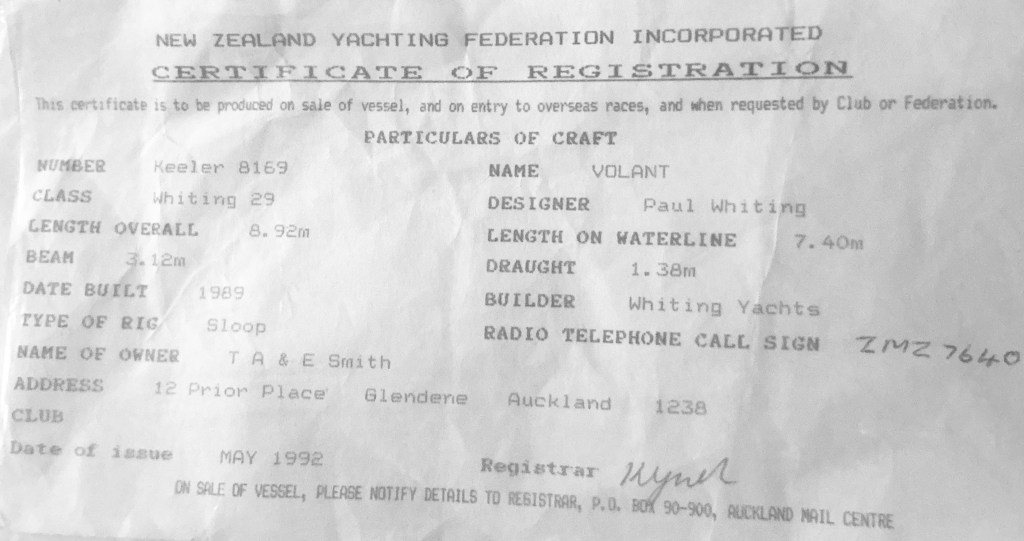 NEW ZEALAND YACHTING FEDERATION INCORPORATED
CERTIFICATE OF REGISTRATION
This certificate is to be produced on sale of vessel, and on entry to overseas races, and when requested by Club or Federation.
PARTICULARS OF CRAFT
NUMBER Keeler 8169 NAME VOLANT
CLASS Whiting 29 DESIGNER Paul Whiting
LENGTH OVERALL 8.92m LENGTH ON WATERLINE 7.40m
BEAM 3.12m DRAUGHT 1.38m
DATE BUILT 1989 BUILDER Whiting Yachts
TYPE OF RIG Sloop RADIO TELEPHONE CALL SIGN ZMZ 7640
NAME OF OWNER T A & E Smith
ADDRESS 12 Prior Place Glendene Auckland 1238
CLUB
Date of issue MAY 1992 Registrar
ON SALE OF VESSEL, PLEASE NOTIFY DETAILS TO REGISTRAR, P.O. BOX 90-900, AUCKLAND MAIL CENTRE